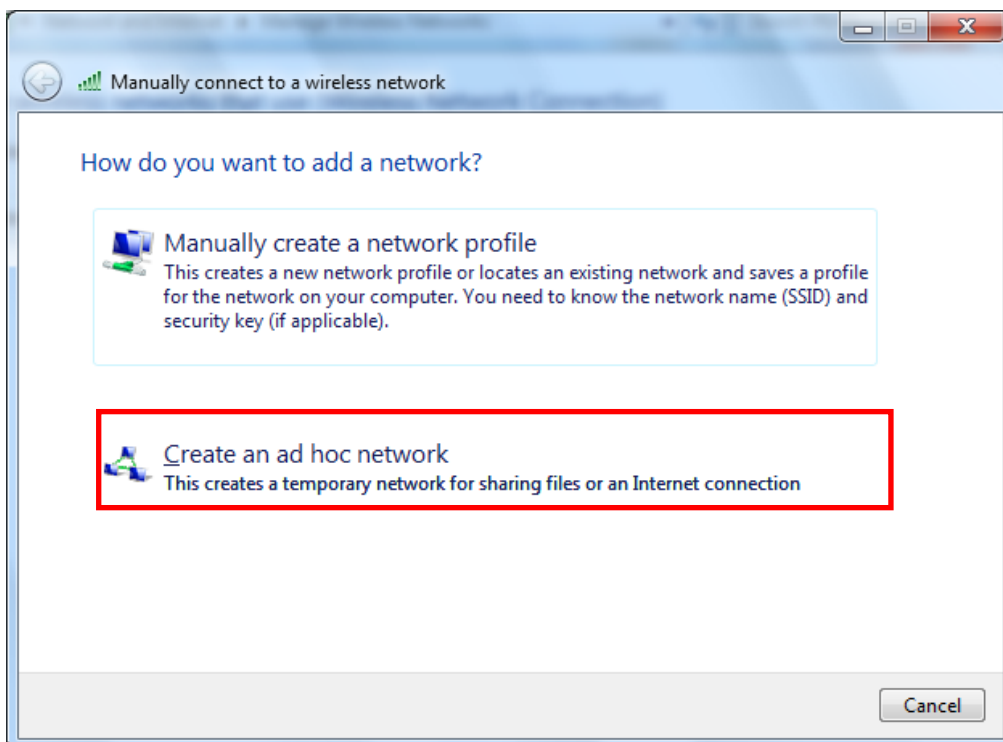 Manually connect to a wireless network
How do you want to add a network?
Manually create a network profile
This creates a new network profile or locates an existing network and saves a profile
for the network on your computer. You need to know the network name (SSID) and
security key (if applicable).
Create an ad hoc network
This creates a temporary network for sharing files or an Internet connection
Cancel